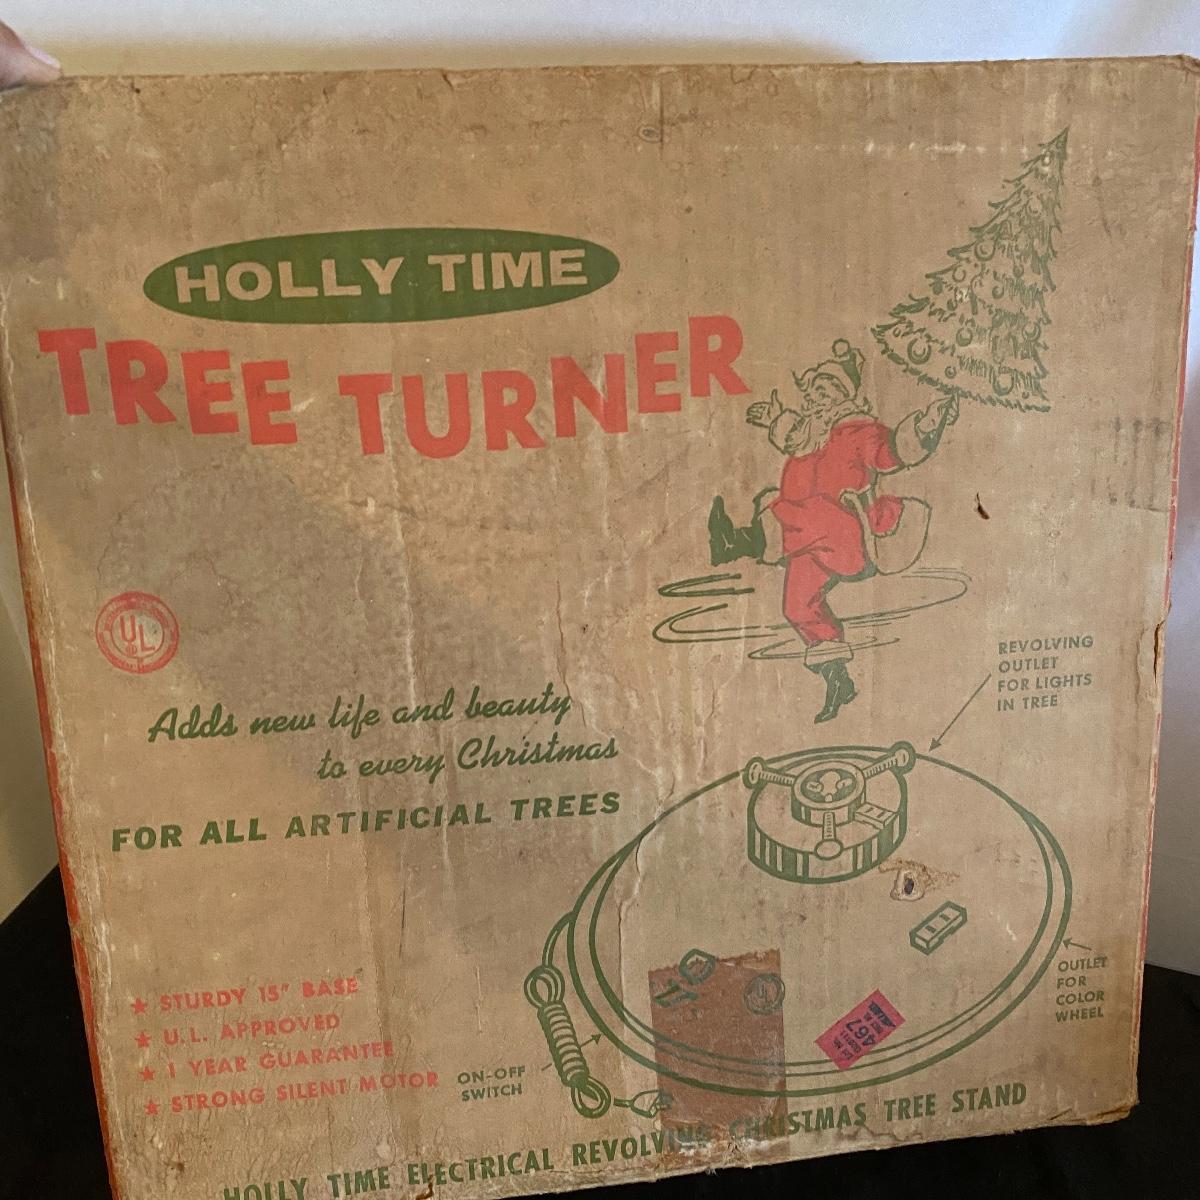 HOLLY TIME
TREE TURNER
UL
REVOLVING
OUTLET
FOR LIGHTS
IN TREE
Adds new life and beauty
to every Christmas
FOR ALL ARTIFICIAL TREES
★ STURDY 15" BASE
★ U.L. APPROVED
★ 1 YEAR GUARANTEE
★ STRONG SILENT MOTOR
ON-OFF
SWITCH
OUTLET
FOR
COLOR
WHEEL
467
HOLLY TIME ELECTRICAL REVOLVING CHRISTMAS TREE STAND